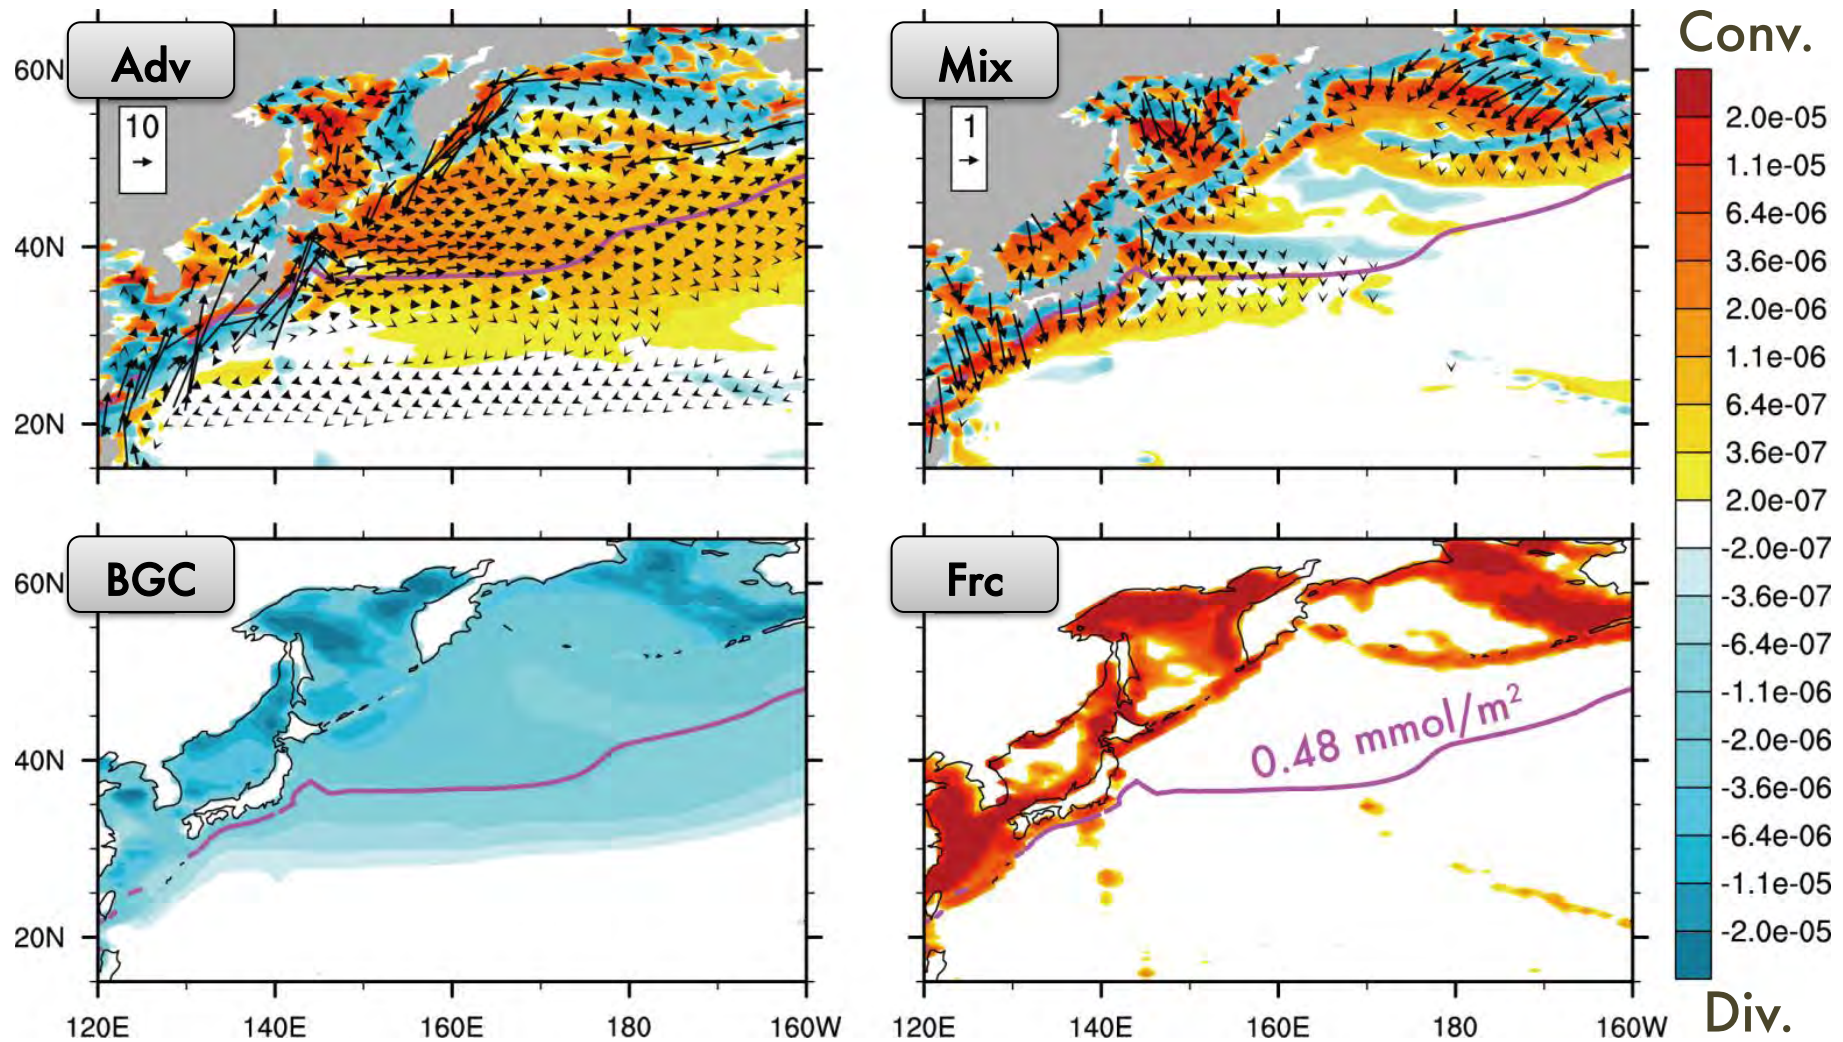 Adv
Mix
Conv.
60N
40N
20N
10
1
BGC
Frc
60N
40N
20N
0.48 mmol/m²
120E
140E
160E
180
160W
120E
140E
160E
180
160W
2.0e-05
1.1e-05
6.4e-06
3.6e-06
2.0e-06
1.1e-06
6.4e-07
3.6e-07
2.0e-07
-2.0e-07
-3.6e-07
-6.4e-07
-1.1e-06
-2.0e-06
-3.6e-06
-6.4e-06
-1.1e-05
-2.0e-05
Div.